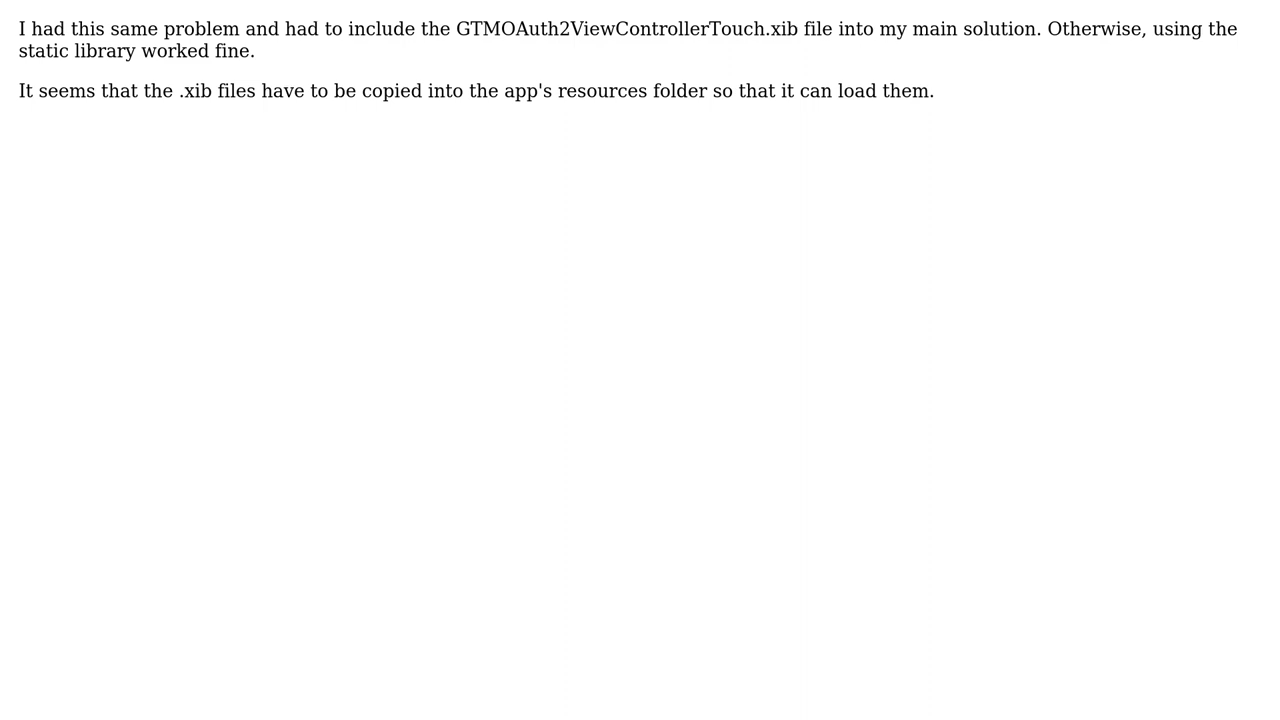 I had this same problem and had to include the GTMOAuth2ViewControllerTouch.xib file into my main solution. Otherwise, using the
static library worked fine.
It seems that the .xib files have to be copied into the app's resources folder so that it can load them.